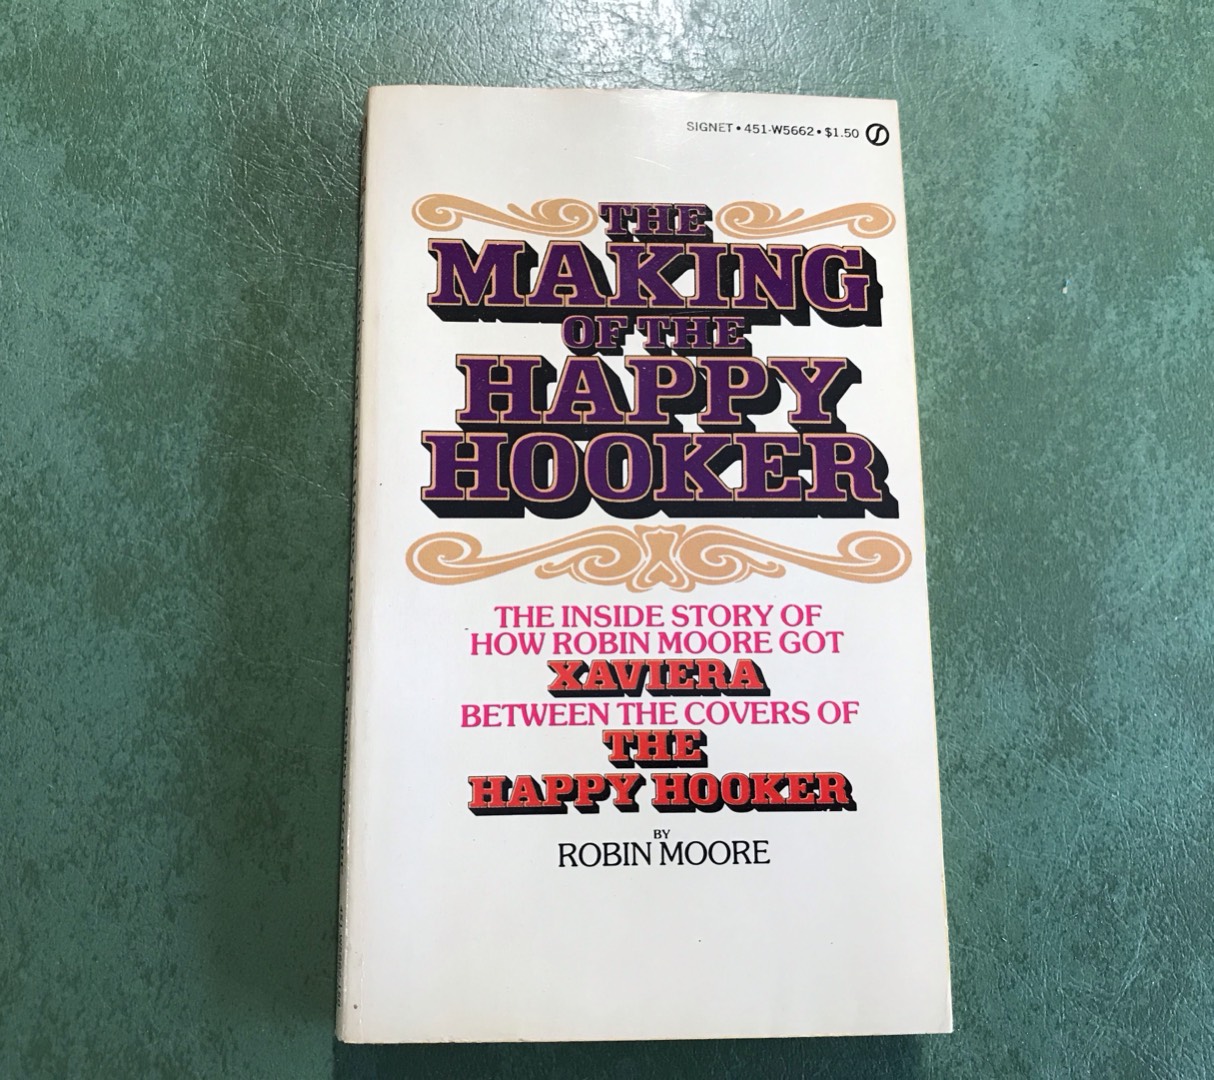 SIGNET • 451-W5662 • $1.50
THE
MAKING
OF THE
HAPPY
HOOKER
THE INSIDE STORY OF
HOW ROBIN MOORE GOT
XAVIERA
BETWEEN THE COVERS OF
THE
HAPPY HOOKER
BY
ROBIN MOORE